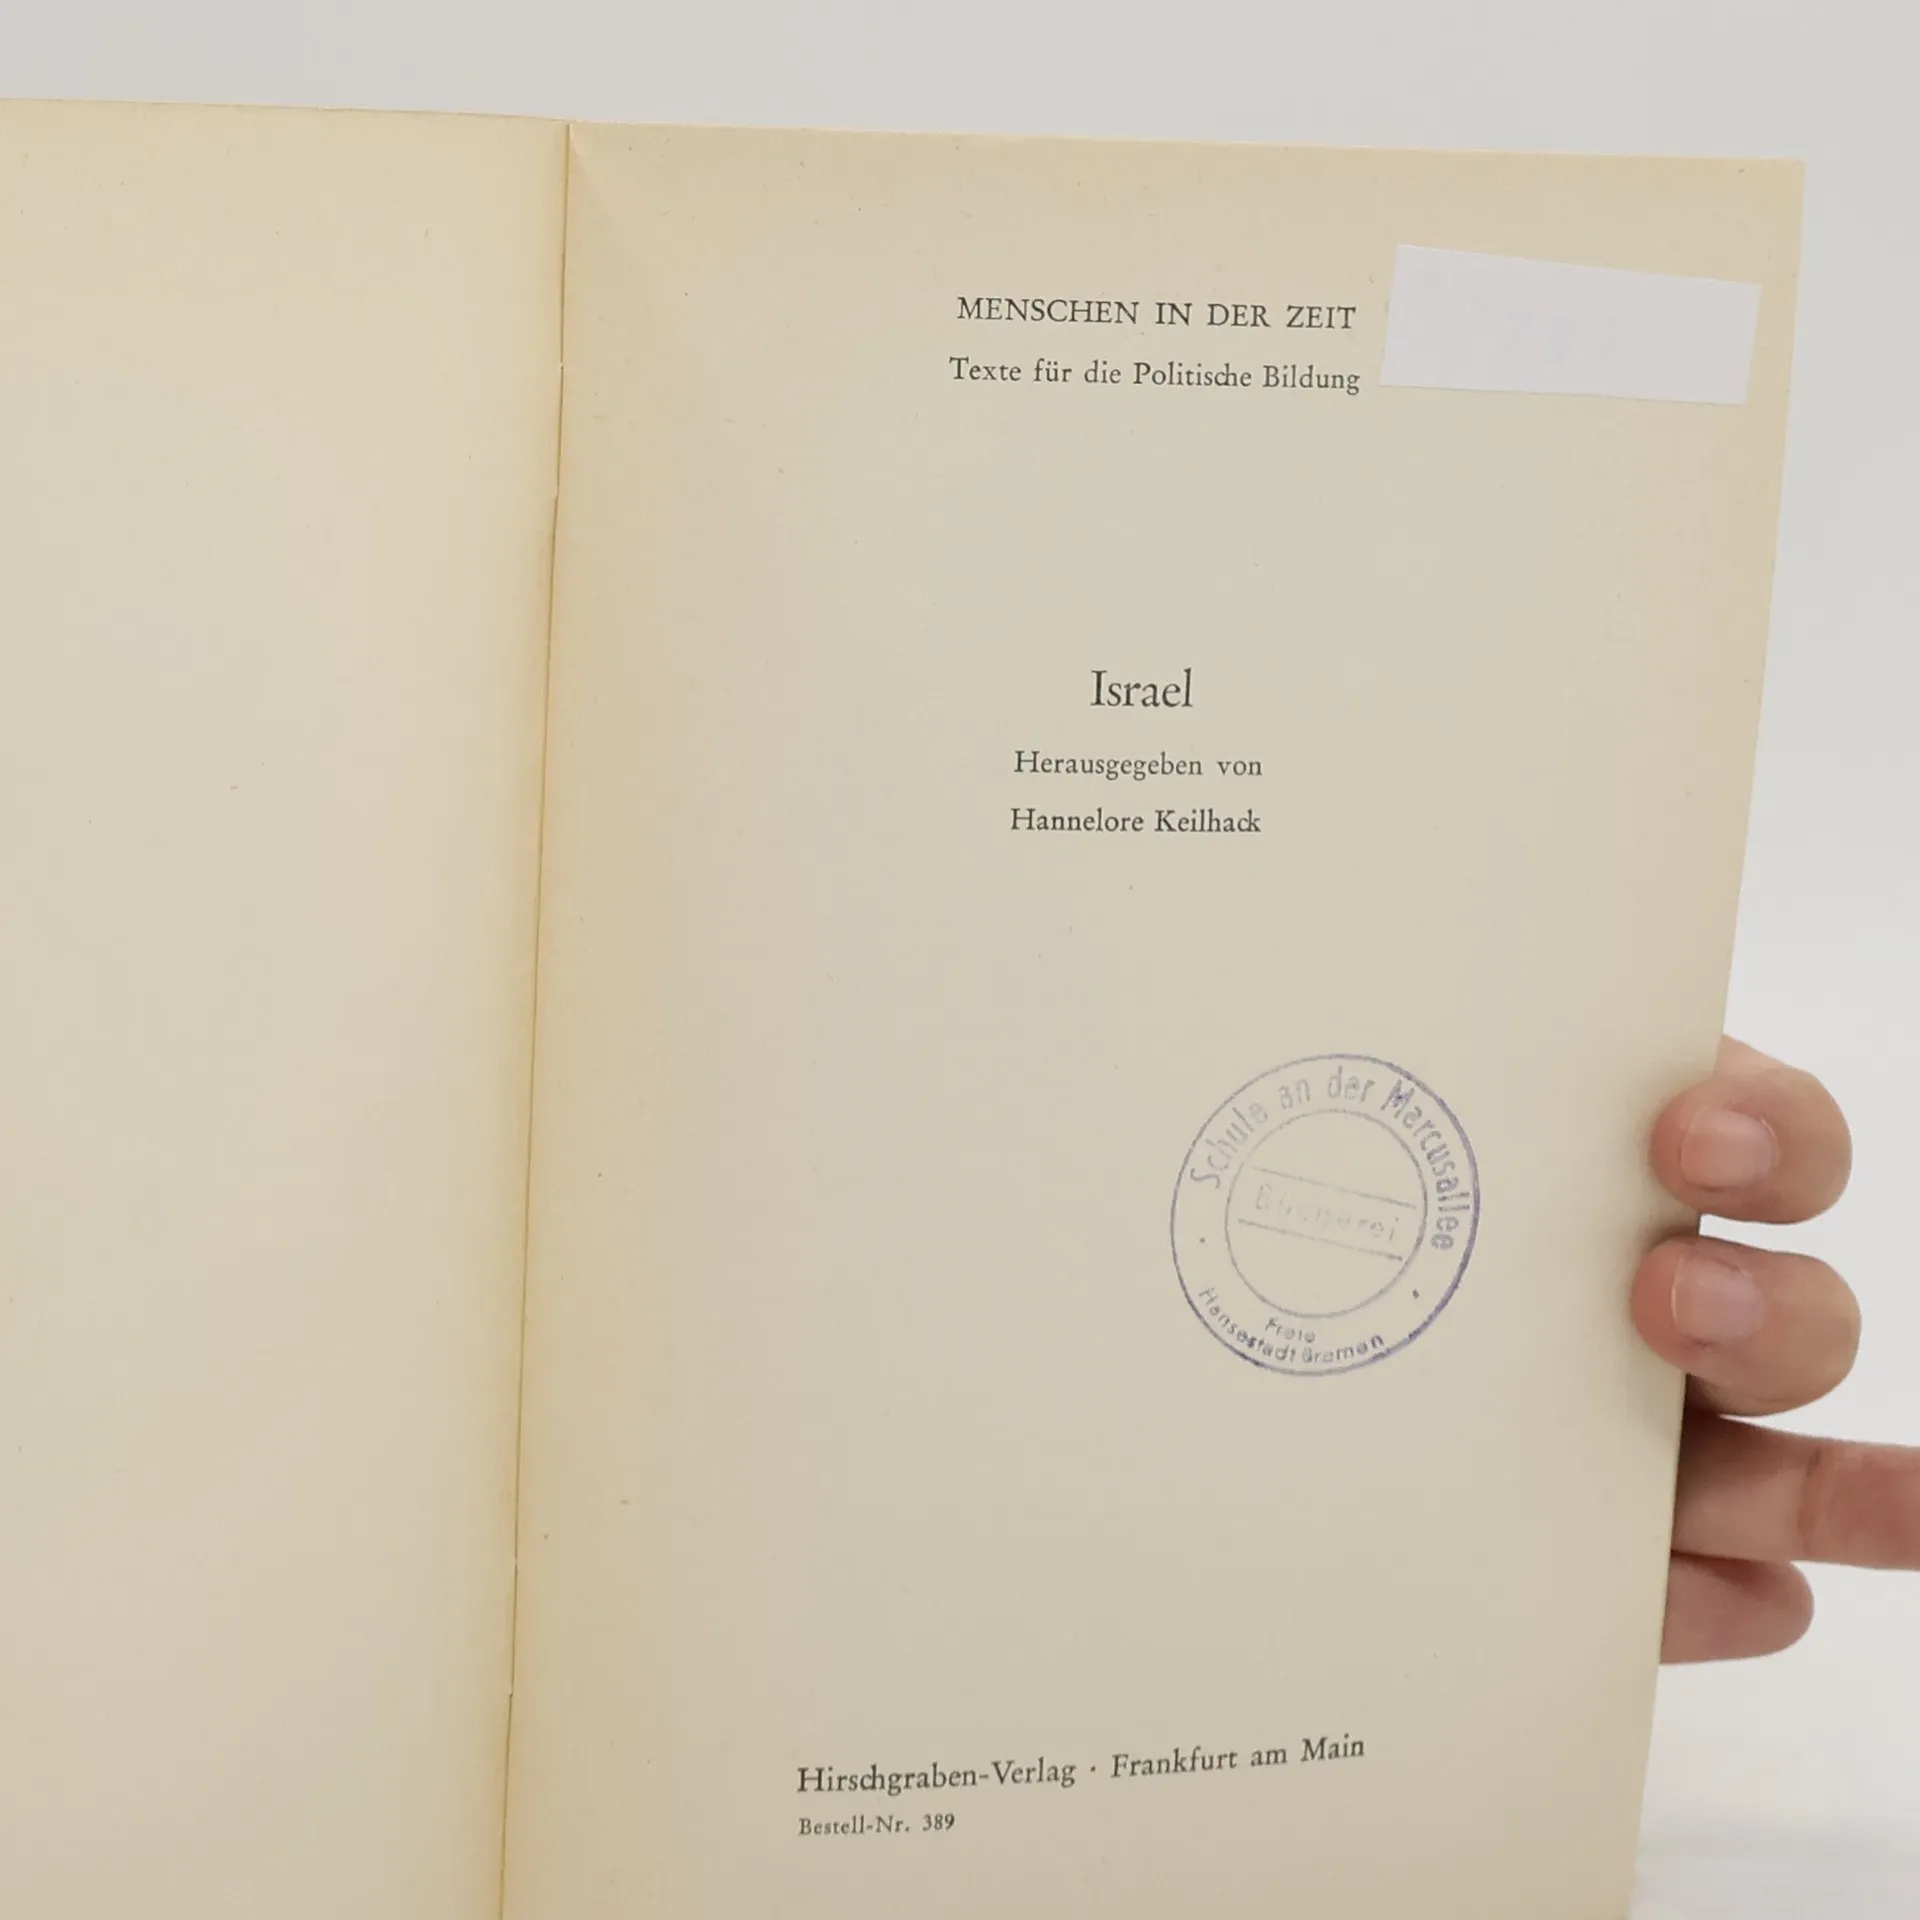 MENSCHEN IN DER ZEIT
Texte für die Politische Bildung
Israel
Herausgegeben von
Hannelore Keilhack
Schule an der Marcusallee
Bücherei
Freie
Hansestadt Bremen
Hirschgraben-Verlag · Frankfurt am Main
Bestell-Nr. 389